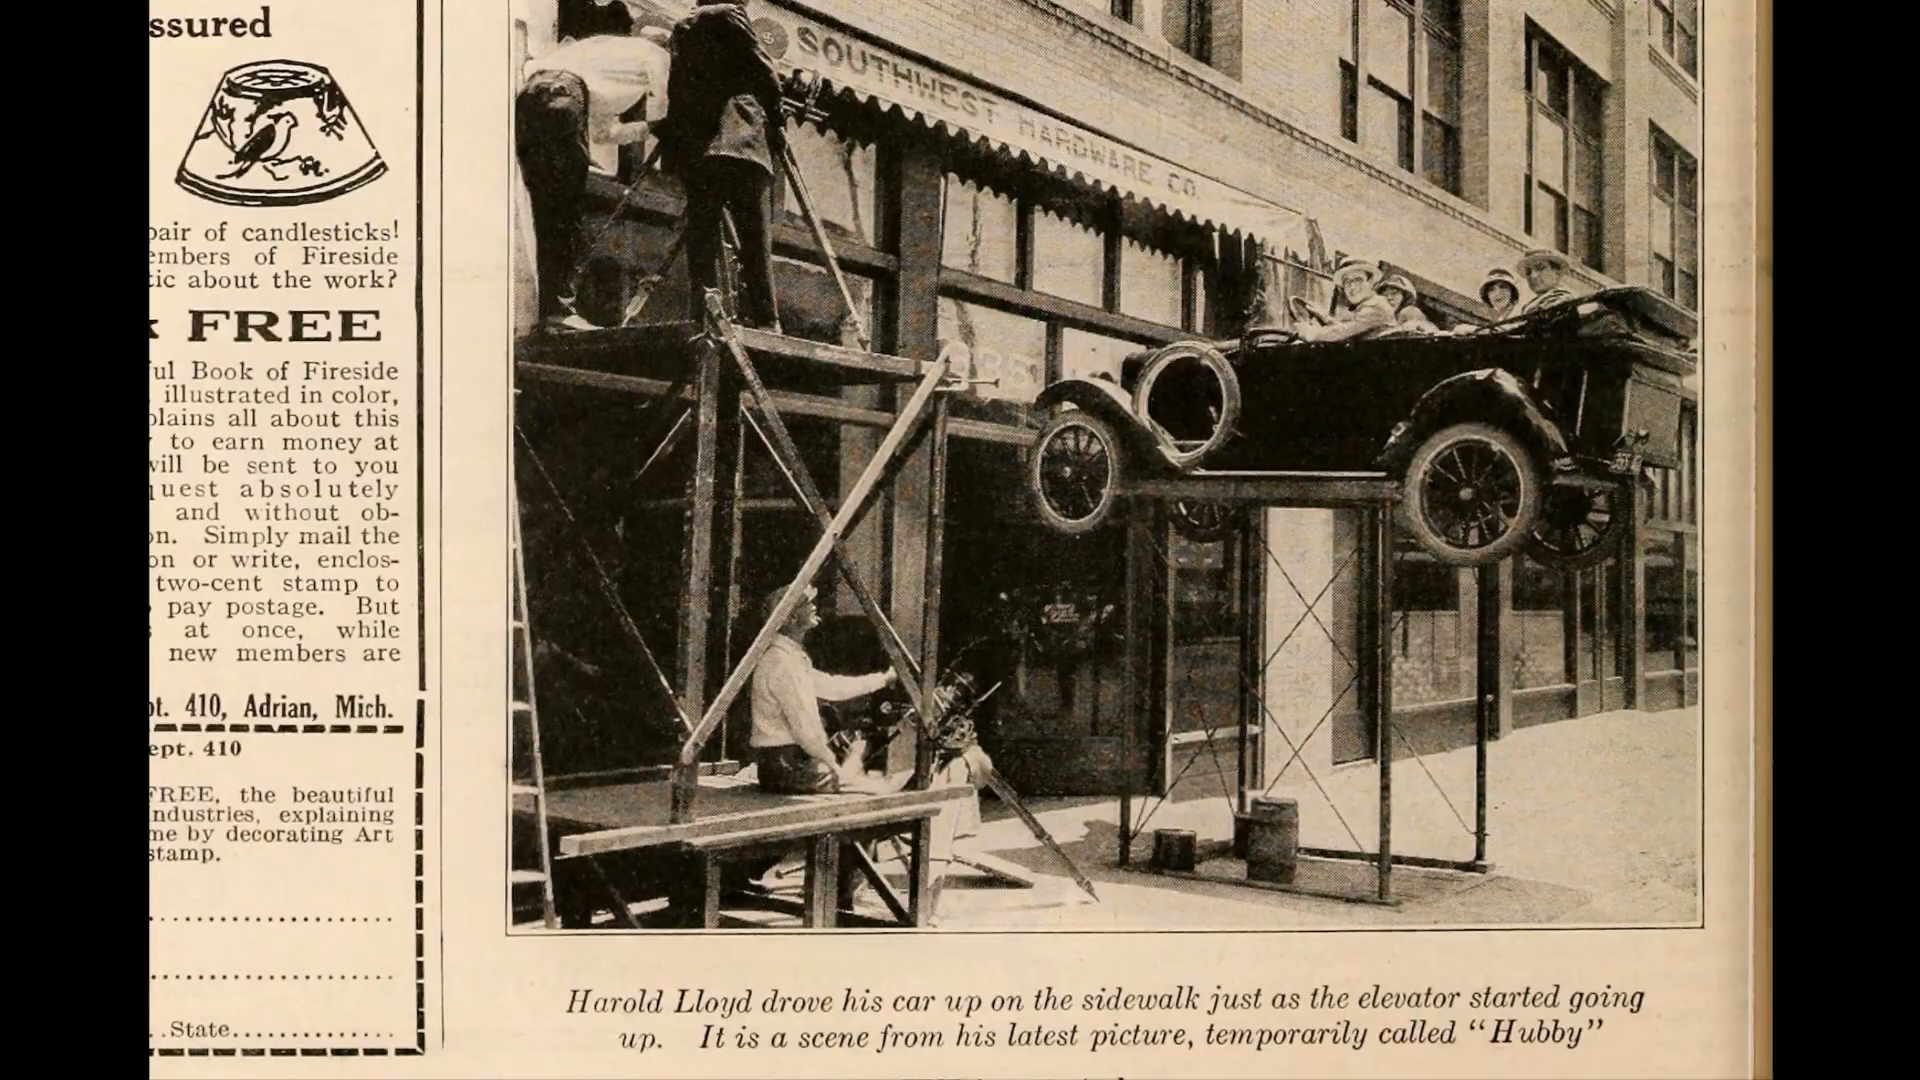 ssured
pair of candlesticks!
embers of Fireside
tic about the work?
k FREE
ful Book of Fireside
illustrated in color,
plains all about this
y to earn money at
will be sent to you
quest absolutely
and without ob-
on. Simply mail the
on or write, enclos-
two-cent stamp to
pay postage. But
s at once, while
new members are
pt. 410, Adrian, Mich.
ept. 410
FREE, the beautiful
Industries, explaining
me by decorating Art
stamp.
..State..............
SOUTHWEST HARDWARE CO.
Harold Lloyd drove his car up on the sidewalk just as the elevator started going
up. It is a scene from his latest picture, temporarily called "Hubby"